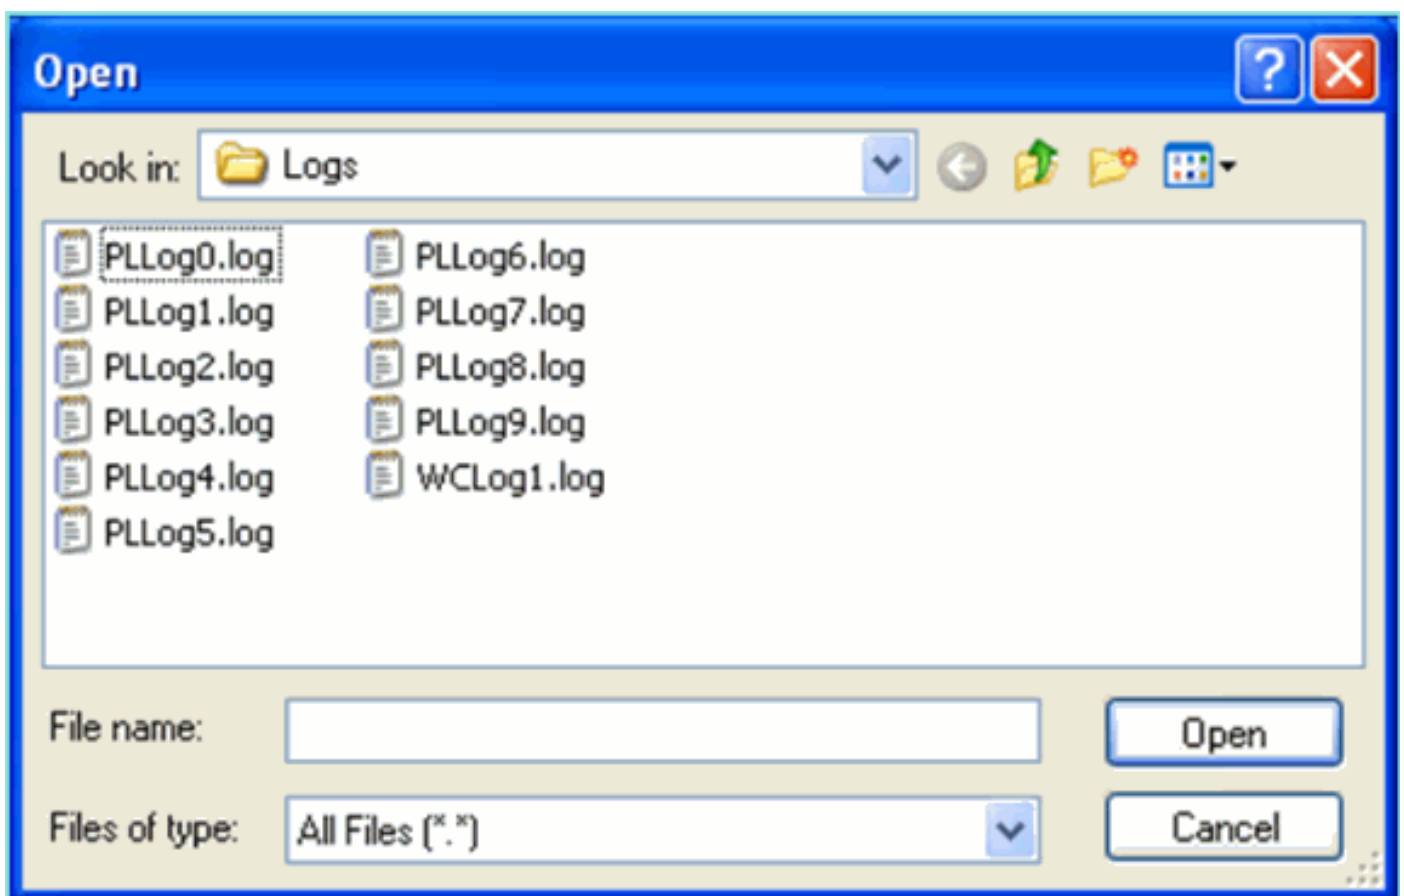 Open
Look in: Logs
PLLog0.log
PLLog1.log
PLLog2.log
PLLog3.log
PLLog4.log
PLLog5.log
PLLog6.log
PLLog7.log
PLLog8.log
PLLog9.log
WCLog1.log
File name:
Open
Files of type: All Files (*.*)
Cancel